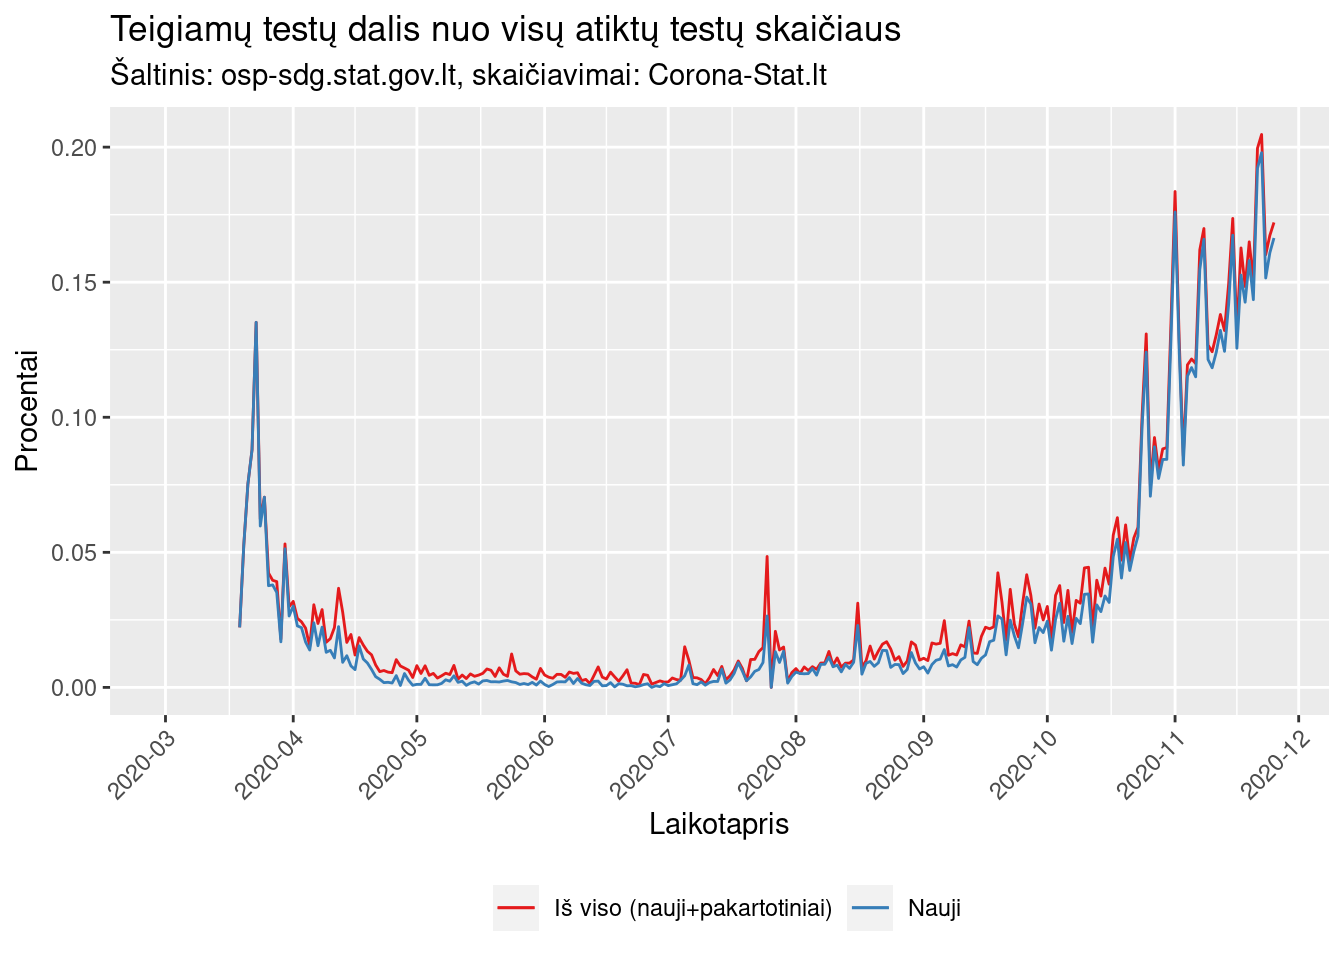 Teigiamų testų dalis nuo visų atiktų testų skaičiaus
Šaltinis: osp-sdg.stat.gov.lt, skaičiavimai: Corona-Stat.lt
Procentai
0.20
0.15
0.10
0.05
0.00
2020-03
2020-04
2020-05
2020-06
2020-07
2020-08
2020-09
2020-10
2020-11
2020-12
Laikotapris
Iš viso (nauji+pakartotiniai)
Nauji